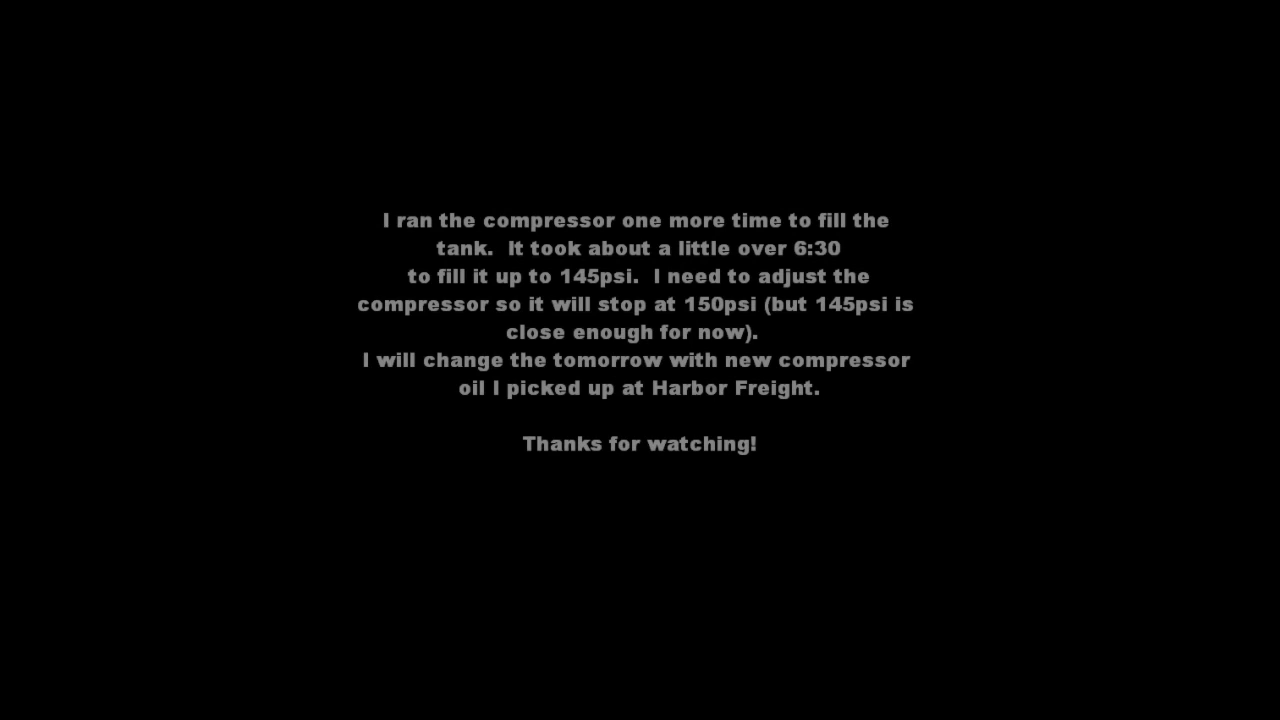 I ran the compressor one more time to fill the
tank.  It took about a little over 6:30
to fill it up to 145psi.  I need to adjust the
compressor so it will stop at 150psi (but 145psi is
close enough for now).
I will change the tomorrow with new compressor
oil I picked up at Harbor Freight.
Thanks for watching!